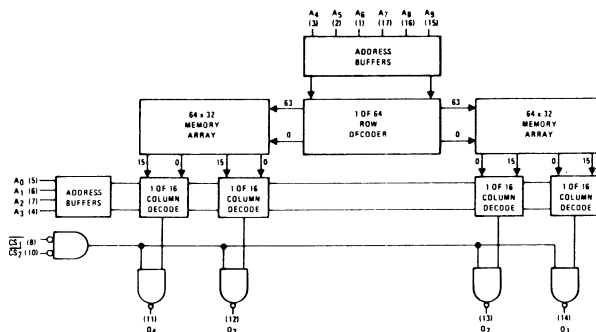 A4 A5 A6 A7 A8 A9
(3) (2) (1) (17) (16) (15)
ADDRESS
BUFFERS
64 x 32
MEMORY
ARRAY
63
0
1 OF 64
ROW
DFCODER
63
0
64 x 32
MEMORY
ARRAY
15 0 15 0 0 15 0 15
A0 (5)
A1 (6)
A2 (7)
A3 (4)
ADDRESS
BUFFERS
1 OF 16
COLUMN
DECODE
1 OF 16
COLUMN
DECODE
1 OF 16
COLUMN
DECODE
1 OF 16
COLUMN
DECODE
CS1 (8)
CS2 (10)
(11) (12) (13) (14)
O4 O3 O2 O1